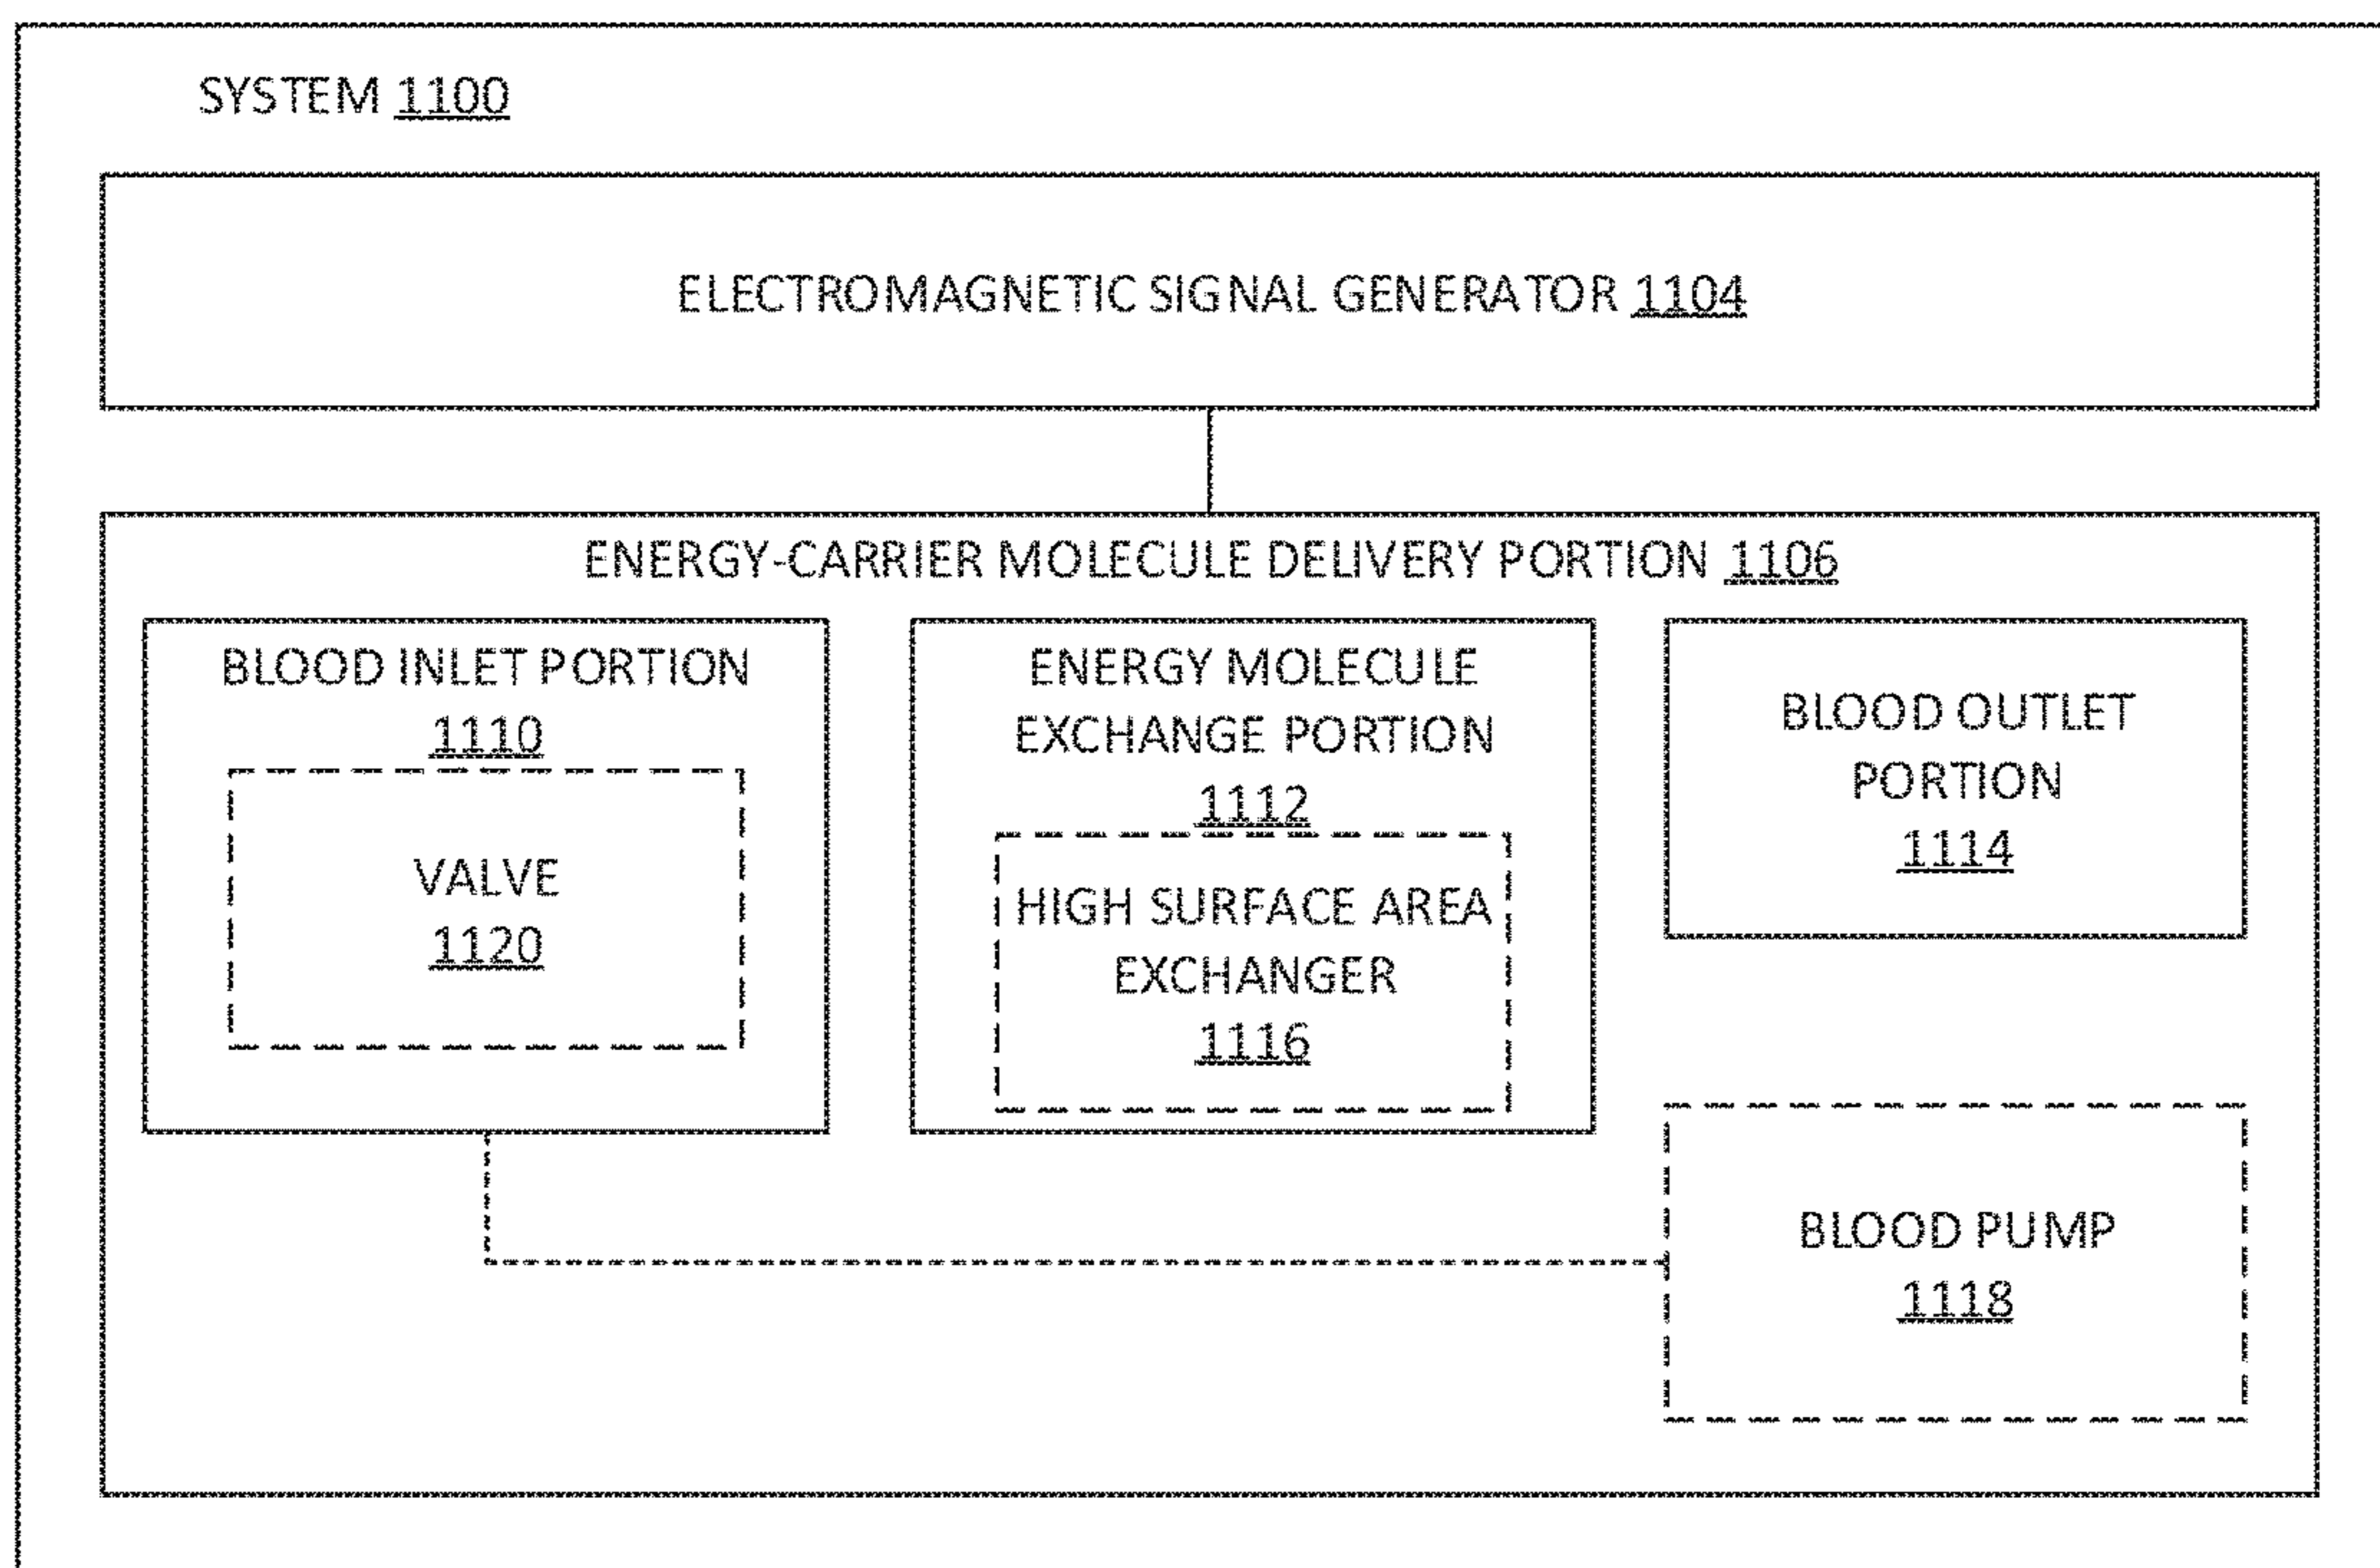 SYSTEM 1100
ELECTROMAGNETIC SIGNAL GENERATOR 1104
ENERGY-CARRIER MOLECULE DELIVERY PORTION 1106
BLOOD INLET PORTION
1110
VALVE
1120
ENERGY MOLECULE
EXCHANGE PORTION
1112
HIGH SURFACE AREA
EXCHANGER
1116
BLOOD OUTLET
PORTION
1114
BLOOD PUMP
1118